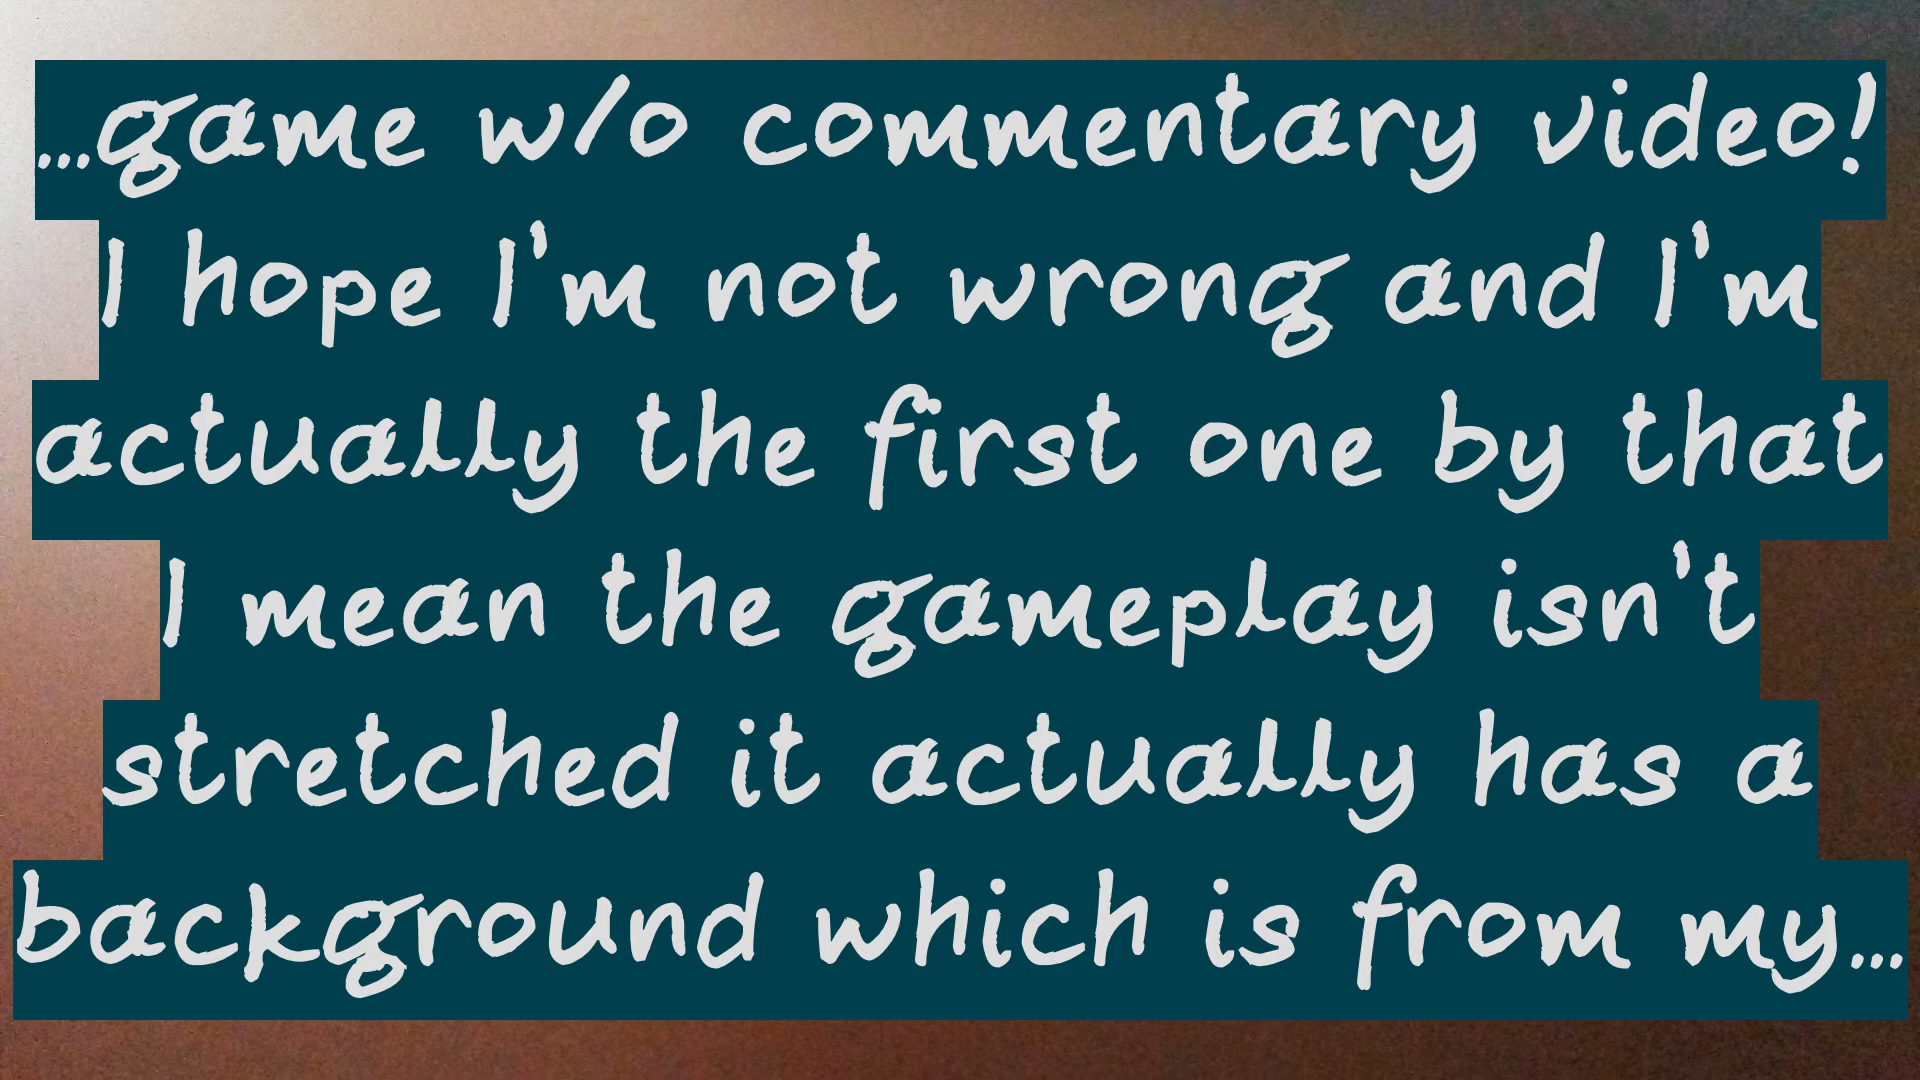 ...game w/o commentary video!
I hope I'm not wrong and I'm
actually the first one by that
I mean the gameplay isn't
stretched it actually has a
background which is from my...